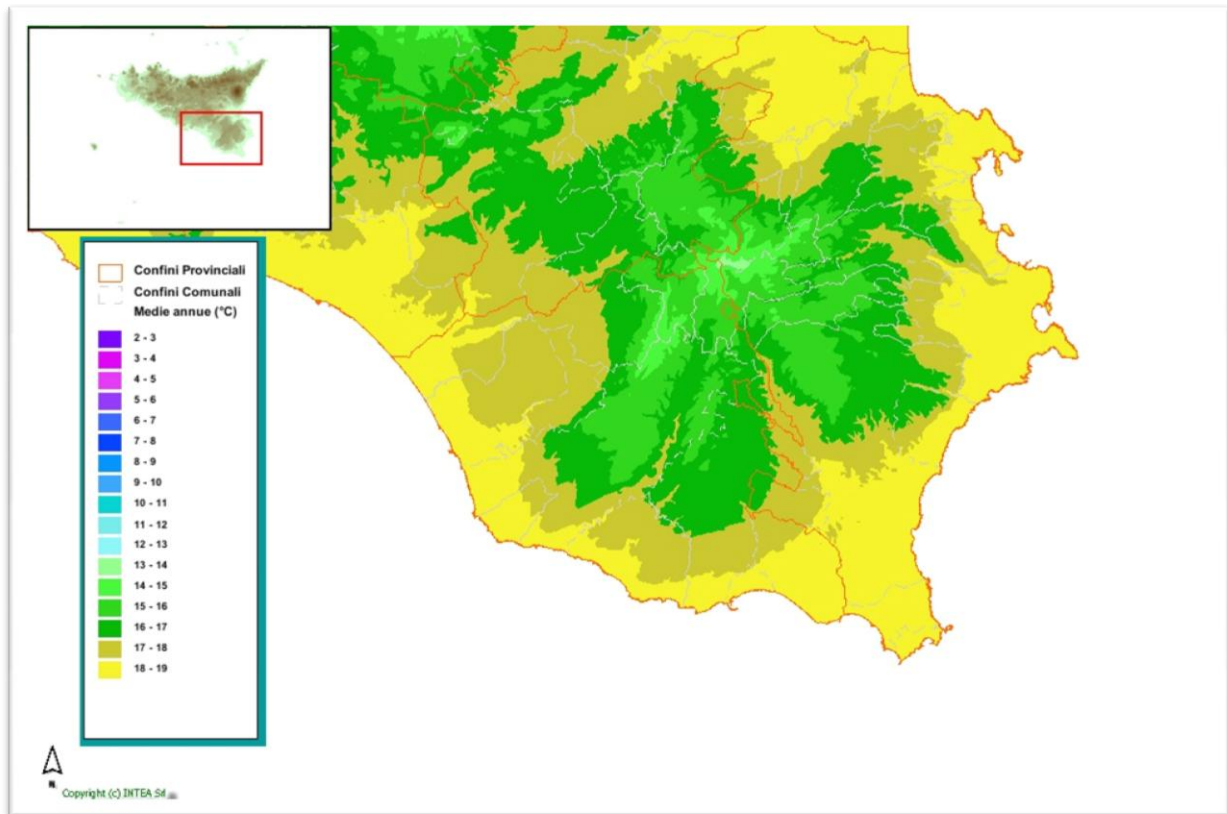 Confini Provinciali
Confini Comunali
Medie annue (°C)
2 - 3
3 - 4
4 - 5
5 - 6
6 - 7
7 - 8
8 - 9
9 - 10
10 - 11
11 - 12
12 - 13
13 - 14
14 - 15
15 - 16
16 - 17
17 - 18
18 - 19
N
Copyright (c) INTEA Srl